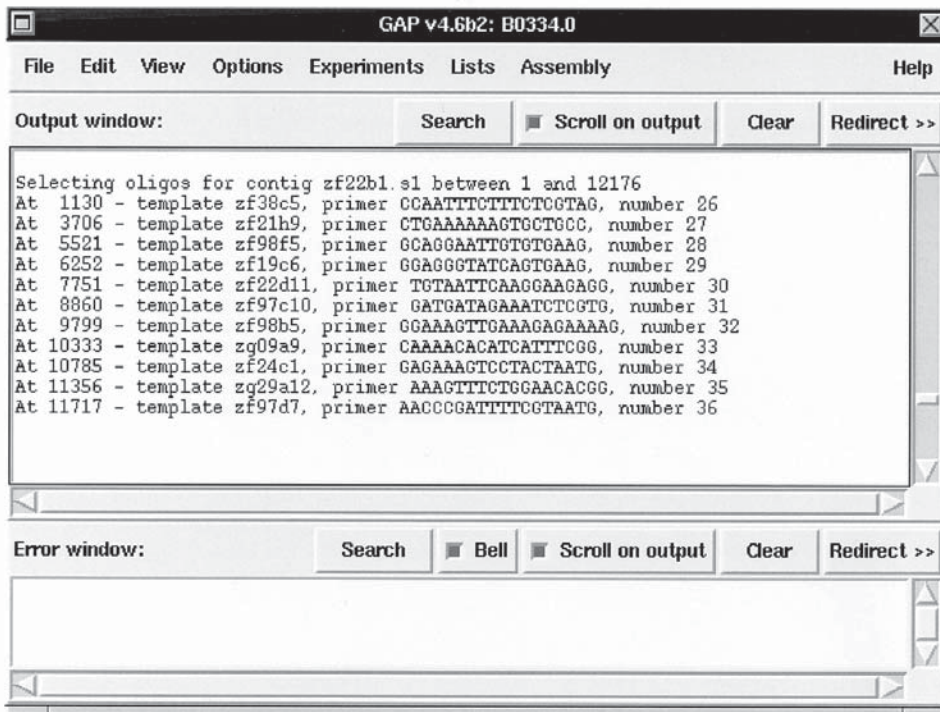 GAP v4.6b2: B0334.0
File Edit View Options Experiments Lists Assembly Help
Output window: Search Scroll on output Clear Redirect >>
Selecting oligos for contig zf22b1.s1 between 1 and 12176
At 1130 - template zf38c5, primer CCAATTTCTTTCTCGTAG, number 26
At 3706 - template zf21h9, primer CTGAAAAAAGTGCTGCC, number 27
At 5521 - template zf98f5, primer GCAGGAATTGTGTGAAG, number 28
At 6252 - template zf19c6, primer GGAGGGTATCAGTGAAG, number 29
At 7751 - template zf22d11, primer TGTAATTCAAGGAAGAGG, number 30
At 8860 - template zf97c10, primer GATGATAGAAATCTCGTG, number 31
At 9799 - template zf98b5, primer GGAAAGTTGAAAGAGAAAAG, number 32
At 10333 - template zg09a9, primer CAAAACACATCATTTCGG, number 33
At 10785 - template zf24c1, primer GAGAAAGTCCTACTAATG, number 34
At 11356 - template zg29a12, primer AAAGTTTCTGGAACACGG, number 35
At 11717 - template zf97d7, primer AACCCGATTTTCGTAATG, number 36
Error window: Search Bell Scroll on output Clear Redirect >>